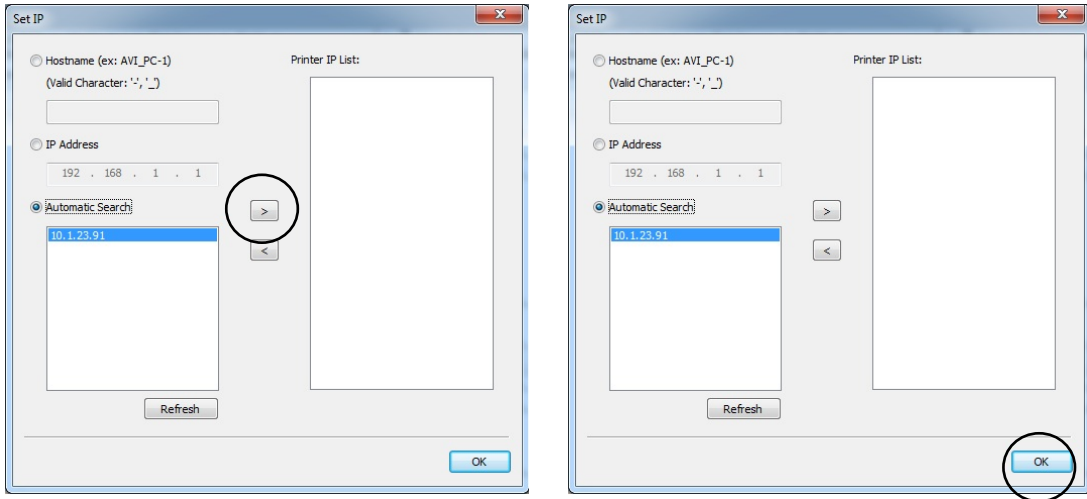 Set IP
Hostname (ex: AVI_PC-1)
(Valid Character: '-', '_')
IP Address
192 . 168 . 1 . 1
Automatic Search
10.1.23.91
Refresh
>
<
Printer IP List:
OK
Set IP
Hostname (ex: AVI_PC-1)
(Valid Character: '-', '_')
IP Address
192 . 168 . 1 . 1
Automatic Search
10.1.23.91
Refresh
>
<
Printer IP List:
OK